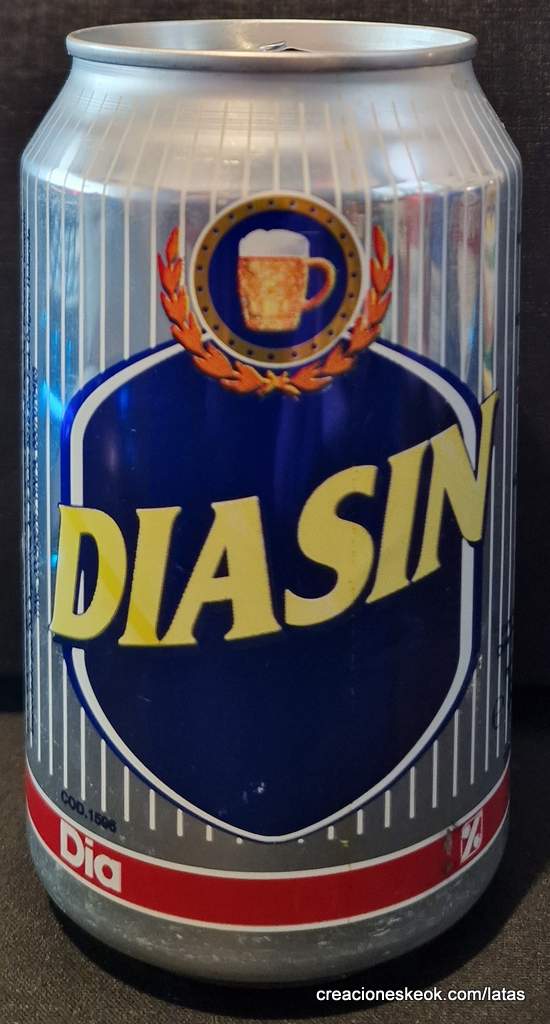 DIASIN
COD.1596
Dia %
creacioneskeok.com/latas